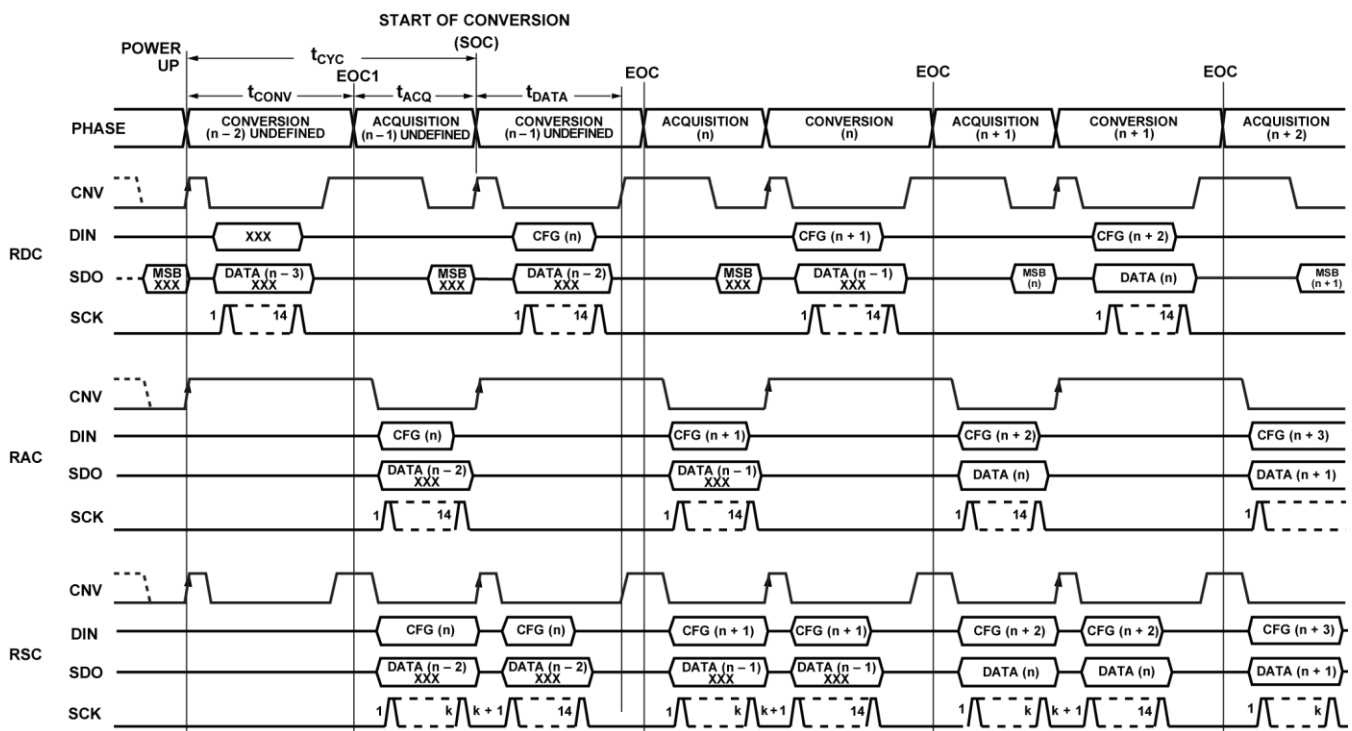 START OF CONVERSION
(SOC)
POWER
UP
tCYC
EOC1
EOC
EOC
EOC
tCONV
tACQ
tDATA
PHASE
CONVERSION
(n – 2) UNDEFINED
ACQUISITION
(n – 1) UNDEFINED
CONVERSION
(n – 1) UNDEFINED
ACQUISITION
(n)
CONVERSION
(n)
ACQUISITION
(n + 1)
CONVERSION
(n + 1)
ACQUISITION
(n + 2)
RDC
CNV
DIN
XXX
CFG (n)
CFG (n + 1)
CFG (n + 2)
SDO
MSB
XXX
DATA (n – 3)
XXX
MSB
XXX
DATA (n – 2)
XXX
MSB
XXX
DATA (n – 1)
XXX
MSB
(n)
DATA (n)
MSB
(n + 1)
SCK
1 14
1 14
1 14
1 14
RAC
CNV
DIN
CFG (n)
CFG (n + 1)
CFG (n + 2)
CFG (n + 3)
SDO
DATA (n – 2)
XXX
DATA (n – 1)
XXX
DATA (n)
DATA (n + 1)
SCK
1 14
1 14
1 14
1
RSC
CNV
DIN
CFG (n)
CFG (n)
CFG (n + 1)
CFG (n + 1)
CFG (n + 2)
CFG (n + 2)
CFG (n + 3)
SDO
DATA (n – 2)
XXX
DATA (n – 2)
XXX
DATA (n – 1)
XXX
DATA (n – 1)
XXX
DATA (n)
DATA (n)
DATA (n + 1)
SCK
1 k k + 1 14
1 k k+1 14
1 k k + 1 14
1 k